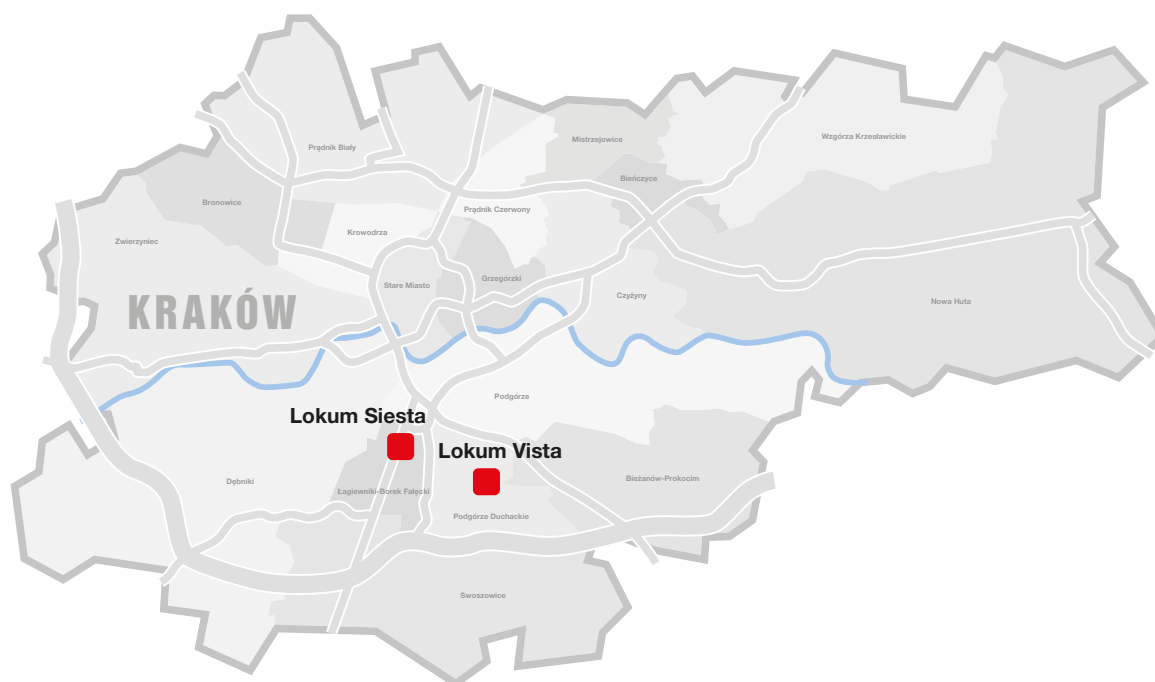 Mistrzejowice
Wzgórza Krzesławickie
Prądnik Biały
Bieńczyce
Bronowice
Prądnik Czerwony
Krowodrza
Zwierzyniec
Grzegórzki
Stare Miasto
Czyżyny
Nowa Huta
KRAKÓW
Podgórze
Lokum Siesta
Lokum Vista
Dębniki
Bieżanów-Prokocim
Łagiewniki-Borek Fałęcki
Podgórze Duchackie
Swoszowice